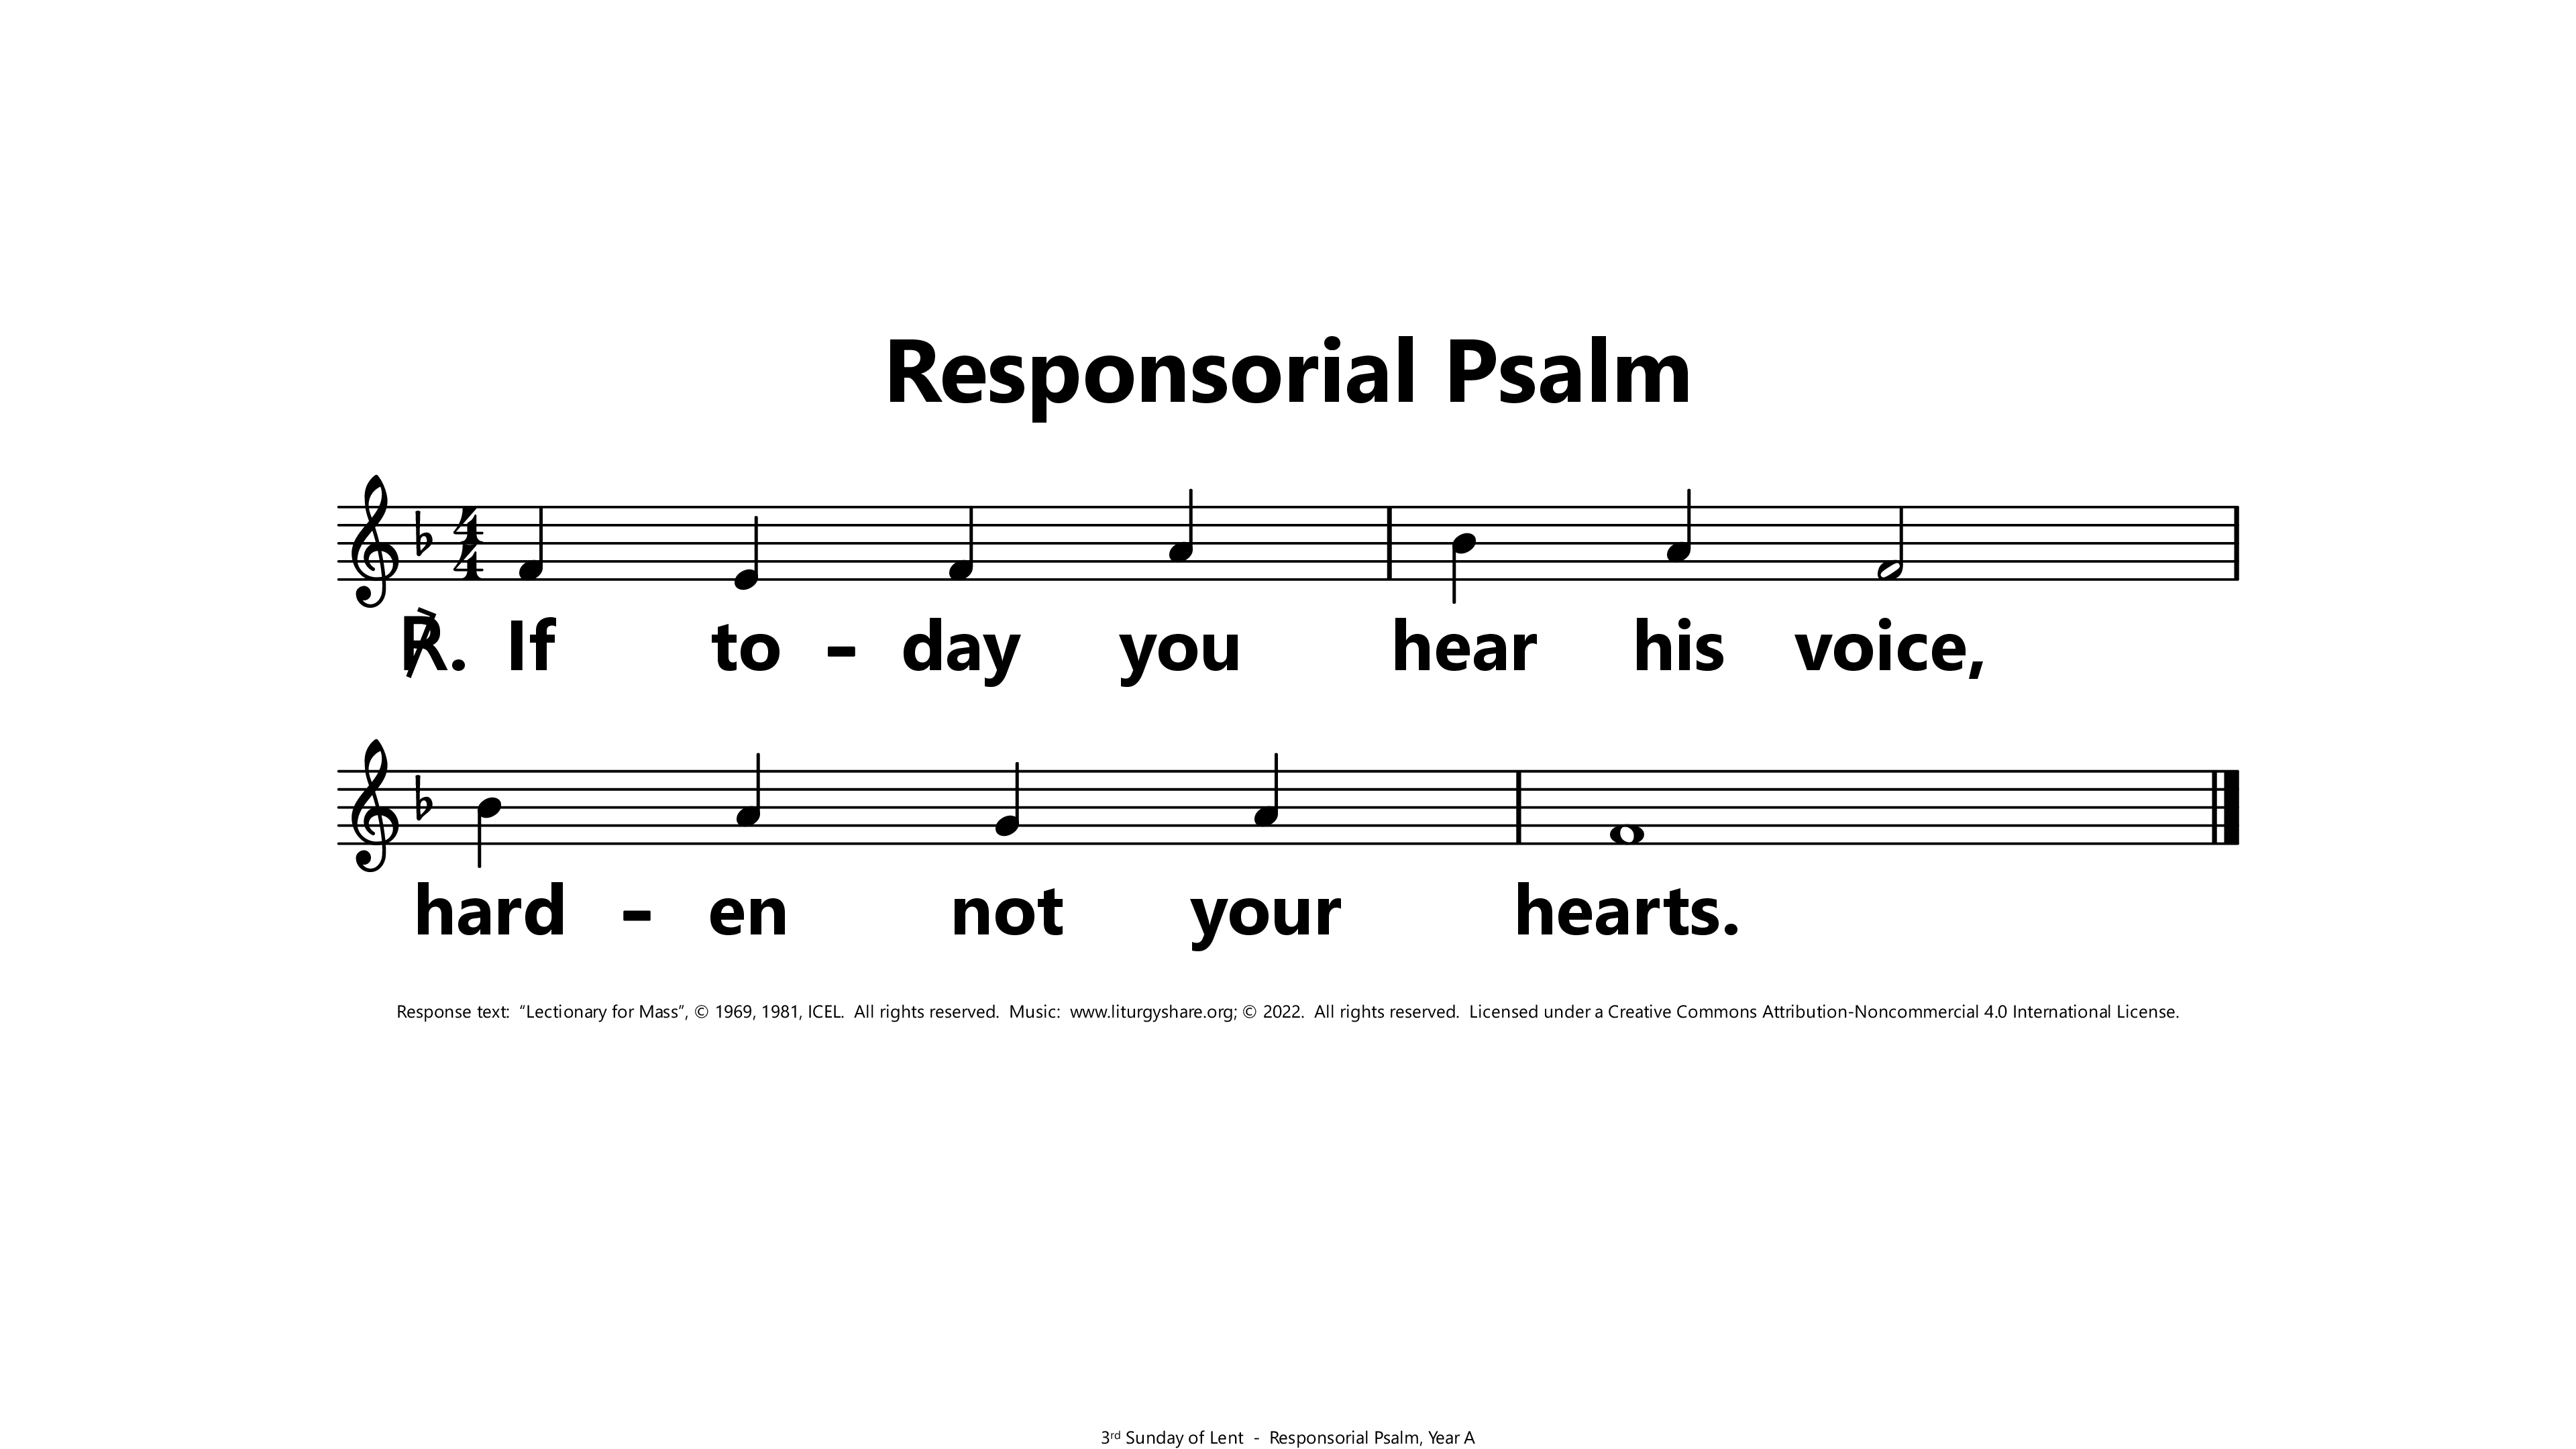 Responsorial Psalm
℟. If to - day you hear his voice,
hard - en not your hearts.
Response text: “Lectionary for Mass”, © 1969, 1981, ICEL. All rights reserved. Music: www.liturgyshare.org; © 2022. All rights reserved. Licensed under a Creative Commons Attribution-Noncommercial 4.0 International License.
3rd Sunday of Lent - Responsorial Psalm, Year A